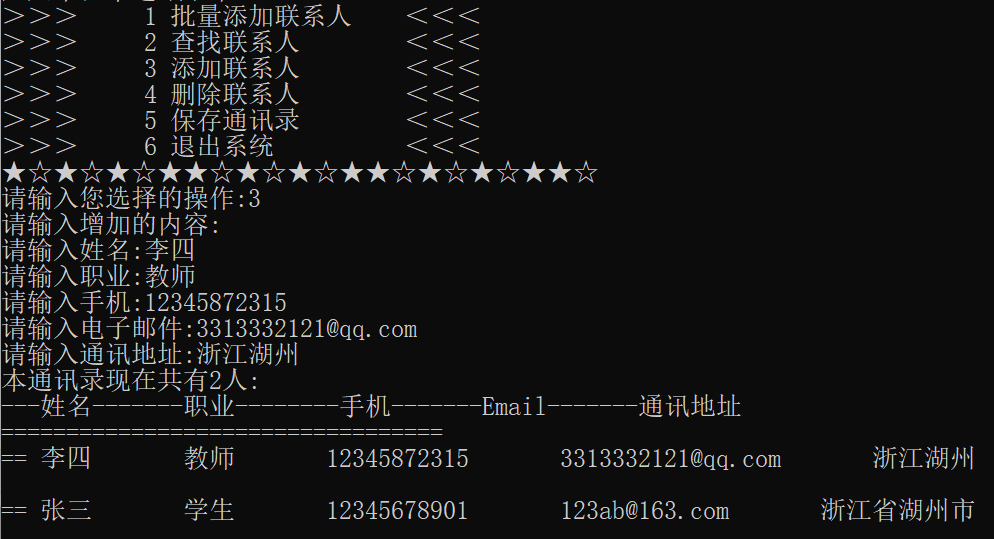 >>>     1 批量添加联系人    <<<
>>>     2 查找联系人        <<<
>>>     3 添加联系人        <<<
>>>     4 删除联系人        <<<
>>>     5 保存通讯录        <<<
>>>     6 退出系统          <<<
★☆★☆★☆★★☆★☆★☆★★☆★☆★☆★★☆
请输入您选择的操作:3
请输入增加的内容:
请输入姓名:李四
请输入职业:教师
请输入手机:12345872315
请输入电子邮件:3313332121@qq.com
请输入通讯地址:浙江湖州
本通讯录现在共有2人:
---姓名-------职业--------手机-------Email-------通讯地址
==================================
== 李四       教师       12345872315       3313332121@qq.com       浙江湖州
== 张三       学生       12345678901       123ab@163.com       浙江省湖州市